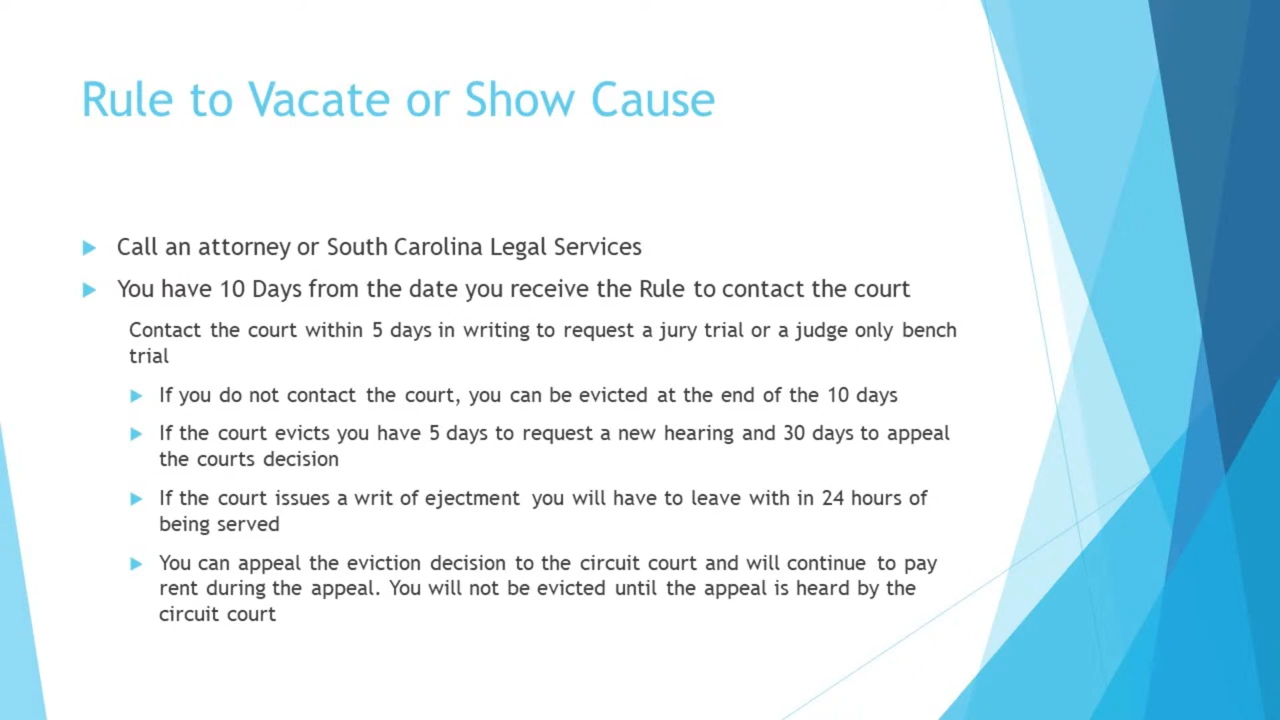 Rule to Vacate or Show Cause
Call an attorney or South Carolina Legal Services
You have 10 Days from the date you receive the Rule to contact the court
Contact the court within 5 days in writing to request a jury trial or a judge only bench
trial
If you do not contact the court, you can be evicted at the end of the 10 days
If the court evicts you have 5 days to request a new hearing and 30 days to appeal
the courts decision
If the court issues a writ of ejectment you will have to leave with in 24 hours of
being served
You can appeal the eviction decision to the circuit court and will continue to pay
rent during the appeal. You will not be evicted until the appeal is heard by the
circuit court